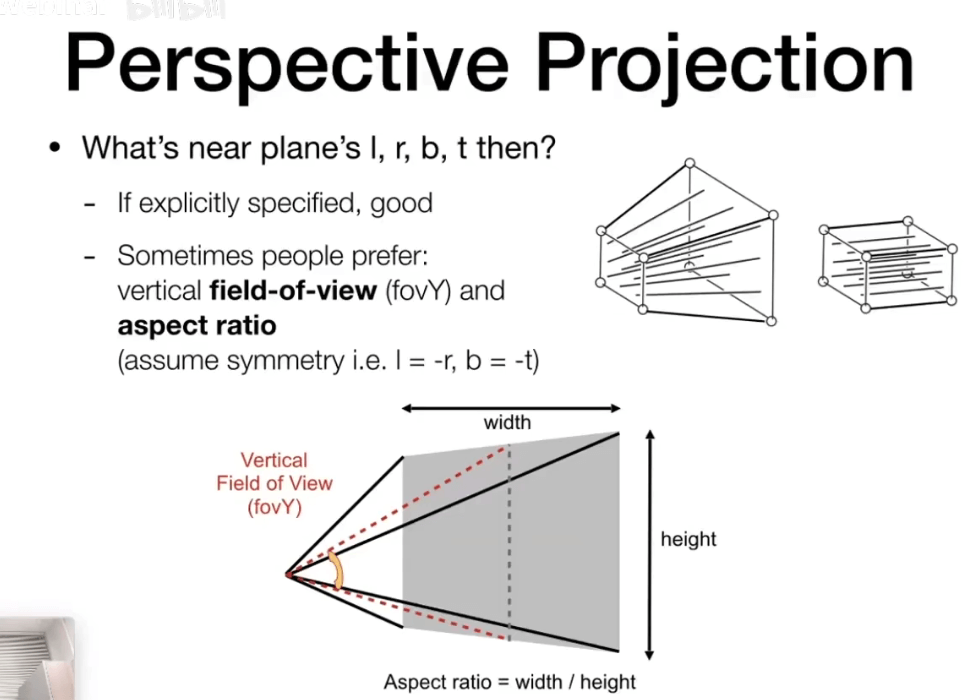 Perspective Projection
• What's near plane's l, r, b, t then?
- If explicitly specified, good
- Sometimes people prefer:
vertical field-of-view (fovY) and
aspect ratio
(assume symmetry i.e. l = -r, b = -t)
width
Vertical
Field of View
(fovY)
height
Aspect ratio = width / height